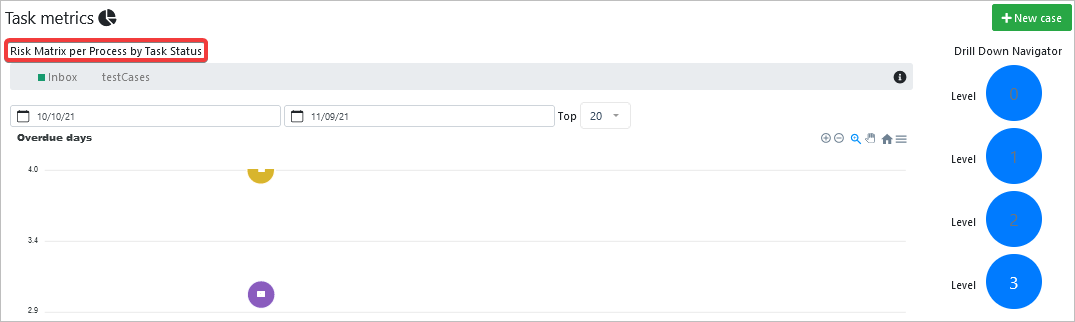 Task metrics
New case
Risk Matrix per Process by Task Status
Drill Down Navigator
Inbox testCases
Level 0
10/10/21 11/09/21 Top 20
Overdue days
Level 1
4.0
Level 2
3.4
Level 3
2.9